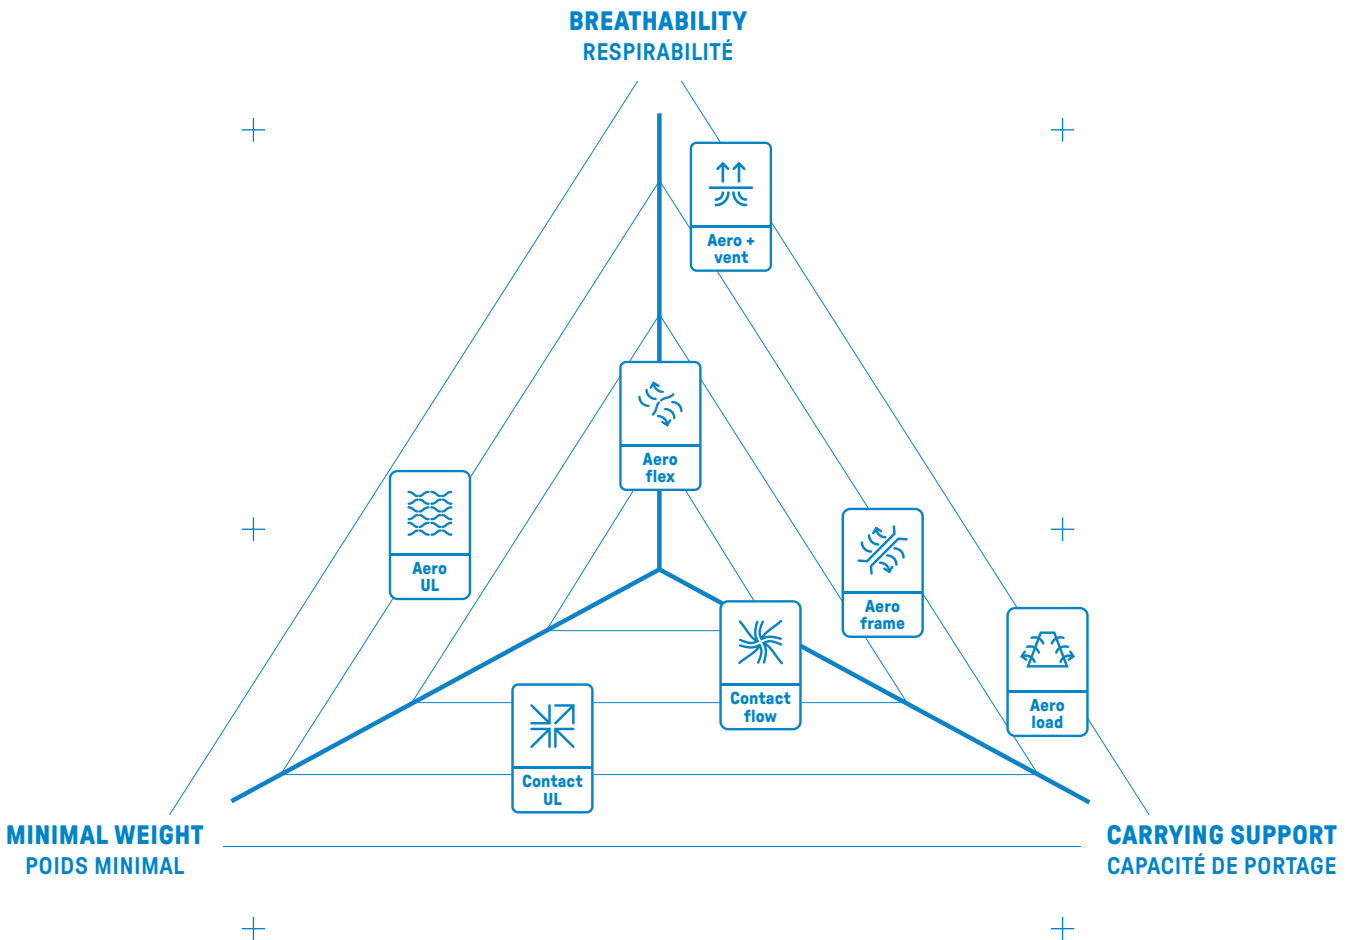 BREATHABILITY
RESPIRABILITÉ
Aero +
vent
Aero
flex
Aero
UL
Aero
frame
Contact
flow
Aero
load
Contact
UL
MINIMAL WEIGHT
POIDS MINIMAL
CARRYING SUPPORT
CAPACITÉ DE PORTAGE